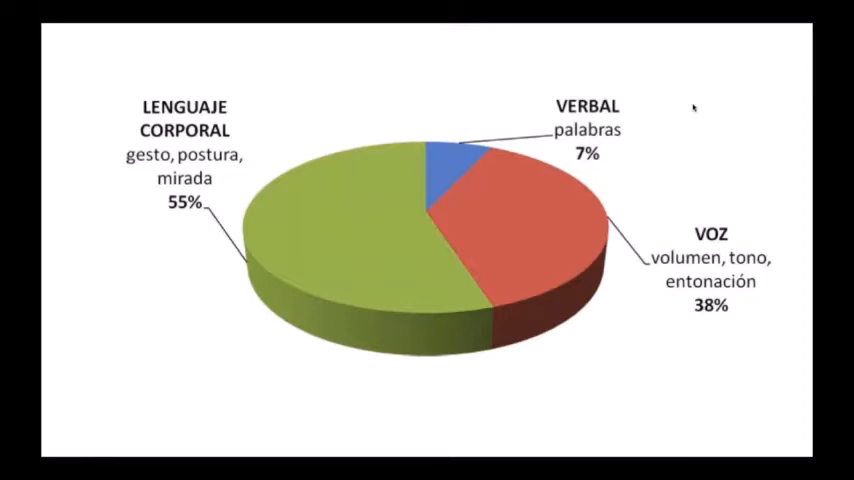 LENGUAJE
CORPORAL
gesto, postura,
mirada
55%
VERBAL
palabras
7%
VOZ
volumen, tono,
entonación
38%